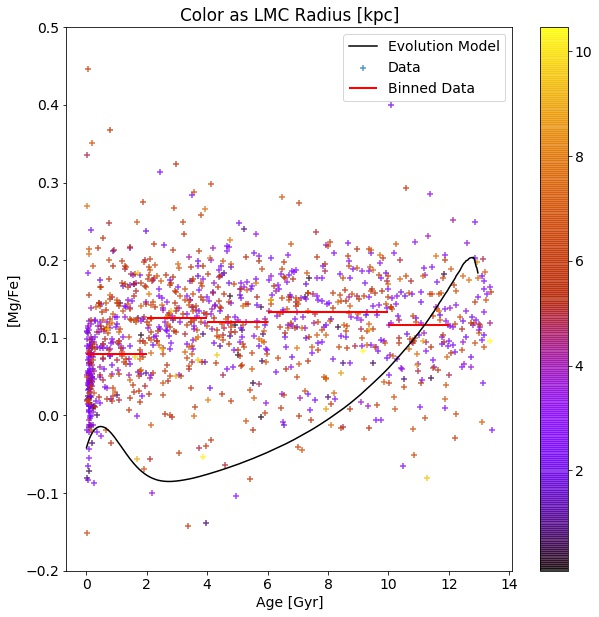 Color as LMC Radius [kpc]
Evolution Model
Data
Binned Data
0.5
0.4
0.3
0.2
0.1
0.0
−0.1
−0.2
[Mg/Fe]
0 2 4 6 8 10 12 14
Age [Gyr]
10
8
6
4
2